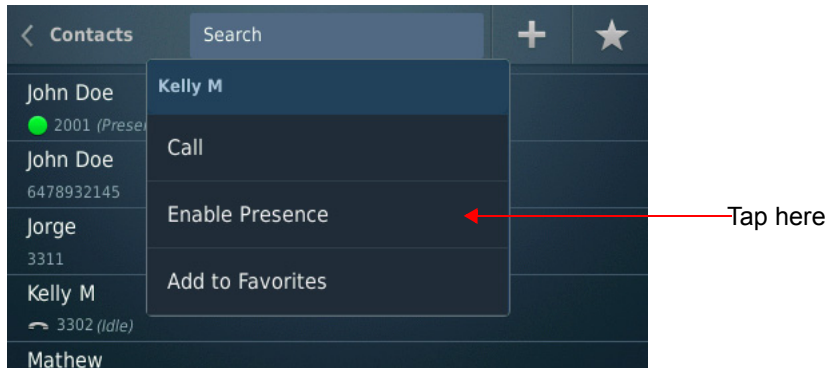 Contacts
Search
Kelly M
Call
Enable Presence
Add to Favorites
John Doe
2001 (Prese
John Doe
6478932145
Jorge
3311
Kelly M
3302 (Idle)
Mathew
Tap here